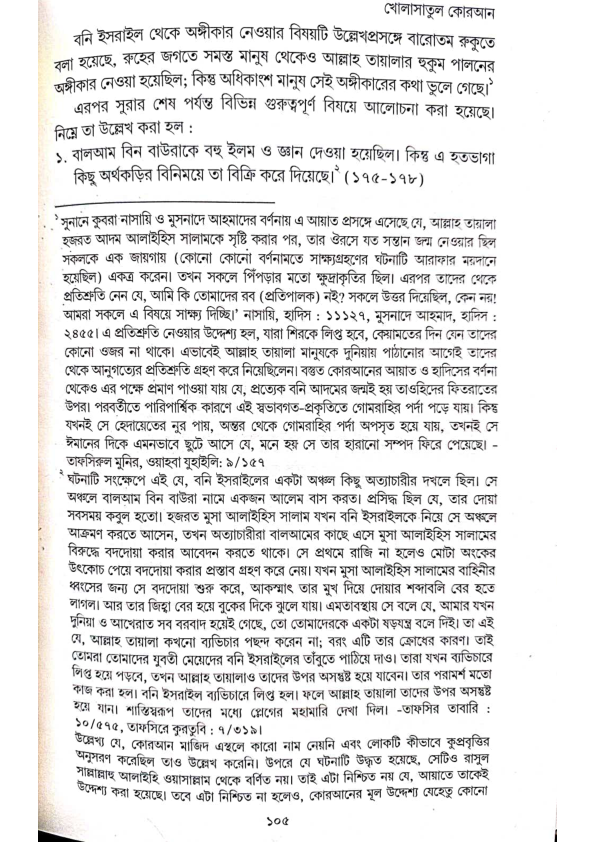 খোলাসাতুল কোরআন
বনি ইসরাইল থেকে অঙ্গীকার নেওয়ার বিষয়টি উল্লেখপ্রসঙ্গে বারোতম রুকুতে
বলা হয়েছে, রুহের জগতে সমস্ত মানুষ থেকেও আল্লাহ তায়ালার হুকুম পালনের
অঙ্গীকার নেওয়া হয়েছিল; কিন্তু অধিকাংশ মানুষ সেই অঙ্গীকারের কথা ভুলে গেছে।¹
এরপর সুরার শেষ পর্যন্ত বিভিন্ন গুরুত্বপূর্ণ বিষয়ে আলোচনা করা হয়েছে।
নিম্নে তা উল্লেখ করা হল :
১. বালআম বিন বাউরাকে বহু ইলম ও জ্ঞান দেওয়া হয়েছিল। কিন্তু এ হতভাগা
কিছু অর্থকড়ির বিনিময়ে তা বিক্রি করে দিয়েছে।² (১৭৫-১৭৮)
¹ সুনানে কুবরা নাসায়ি ও মুসনাদে আহমাদের বর্ণনায় এ আয়াত প্রসঙ্গে এসেছে যে, আল্লাহ তায়ালা
হজরত আদম আলাইহিস সালামকে সৃষ্টি করার পর, তার ঔরসে যত সন্তান জন্ম নেওয়ার ছিল
সকলকে এক জায়গায় (কোনো কোনো বর্ণনামতে সাক্ষ্যগ্রহণের ঘটনাটি আরাফার ময়দানে
হয়েছিল) একত্র করেন। তখন সকলে পিঁপড়ার মতো ক্ষুদ্রাকৃতির ছিল। এরপর তাদের থেকে
প্রতিশ্রুতি নেন যে, আমি কি তোমাদের রব (প্রতিপালক) নই? সকলে উত্তর দিয়েছিল, কেন নয়!
আমরা সকলে এ বিষয়ে সাক্ষ্য দিচ্ছি।' নাসায়ি, হাদিস : ১১১২৭, মুসনাদে আহমাদ, হাদিস :
২৪৫৫। এ প্রতিশ্রুতি নেওয়ার উদ্দেশ্য হল, যারা শিরকে লিপ্ত হবে, কেয়ামতের দিন যেন তাদের
কোনো ওজর না থাকে। এভাবেই আল্লাহ তায়ালা মানুষকে দুনিয়ায় পাঠানোর আগেই তাদের
থেকে আনুগত্যের প্রতিশ্রুতি গ্রহণ করে নিয়েছিলেন। বস্তুত কোরআনের আয়াত ও হাদিসের বর্ণনা
থেকেও এর পক্ষে প্রমাণ পাওয়া যায় যে, প্রত্যেক বনি আদমের জন্মই হয় তাওহিদের ফিতরাতের
উপর। পরবর্তীতে পারিপার্শ্বিক কারণে এই স্বভাবগত-প্রকৃতিতে গোমরাহির পর্দা পড়ে যায়। কিন্তু
যখনই সে হেদায়েতের নুর পায়, অন্তর থেকে গোমরাহির পর্দা অপসৃত হয়ে যায়, তখনই সে
ঈমানের দিকে এমনভাবে ছুটে আসে যে, মনে হয় সে তার হারানো সম্পদ ফিরে পেয়েছে। -
তাফসিরুল মুনির, ওয়াহবা যুহাইলি: ৯/১৫৭
² ঘটনাটি সংক্ষেপে এই যে, বনি ইসরাইলের একটা অঞ্চল কিছু অত্যাচারীর দখলে ছিল। সে
অঞ্চলে বালআম বিন বাউরা নামে একজন আলেম বাস করত। প্রসিদ্ধ ছিল যে, তার দোয়া
সবসময় কবুল হতো। হজরত মুসা আলাইহিস সালাম যখন বনি ইসরাইলকে নিয়ে সে অঞ্চলে
আক্রমণ করতে আসেন, তখন অত্যাচারীরা বালআমের কাছে এসে মুসা আলাইহিস সালামের
বিরুদ্ধে বদদোয়া করার আবেদন করতে থাকে। সে প্রথমে রাজি না হলেও মোটা অংকের
উৎকোচ পেয়ে বদদোয়া করার প্রস্তাব গ্রহণ করে নেয়। যখন মুসা আলাইহিস সালামের বাহিনীর
ধ্বংসের জন্য সে বদদোয়া শুরু করে, আকস্মাৎ তার মুখ দিয়ে দোয়ার শব্দাবলি বের হতে
লাগল। আর তার জিহ্বা বের হয়ে বুকের দিকে ঝুলে যায়। এমতাবস্থায় সে বলে যে, আমার যখন
দুনিয়া ও আখেরাত সব বরবাদ হয়েই গেছে, তো তোমাদেরকে একটা ষড়যন্ত্র বলে দিই। তা এই
যে, আল্লাহ তায়ালা কখনো ব্যভিচার পছন্দ করেন না; বরং এটি তার ক্রোধের কারণ। তাই
তোমরা তোমাদের যুবতী মেয়েদের বনি ইসরাইলের তাঁবুতে পাঠিয়ে দাও। তারা যখন ব্যভিচারে
লিপ্ত হয়ে পড়বে, তখন আল্লাহ তায়ালাও তাদের উপর অসন্তুষ্ট হয়ে যাবেন। তার পরামর্শ মতো
কাজ করা হল। বনি ইসরাইল ব্যভিচারে লিপ্ত হল। ফলে আল্লাহ তায়ালা তাদের উপর অসন্তুষ্ট
হয়ে যান। শাস্তিস্বরূপ তাদের মধ্যে প্লেগের মহামারি দেখা দিল। -তাফসির তাবারি :
১০/৫৭৫, তাফসিরে কুরতুবি : ৭/৩১৯।
উল্লেখ্য যে, কোরআন মাজিদ এস্থলে কারো নাম নেয়নি এবং লোকটি কীভাবে কুপ্রবৃত্তির
অনুসরণ করেছিল তাও উল্লেখ করেনি। উপরে যে ঘটনাটি উদ্ধৃত হয়েছে, সেটিও রাসুল
সাল্লাল্লাহু আলাইহি ওয়াসাল্লাম থেকে বর্ণিত নয়। তাই এটা নিশ্চিত নয় যে, আয়াতে তাকেই
উদ্দেশ্য করা হয়েছে। তবে এটা নিশ্চিত না হলেও, কোরআনের মূল উদ্দেশ্য যেহেতু কোনো
১০৫